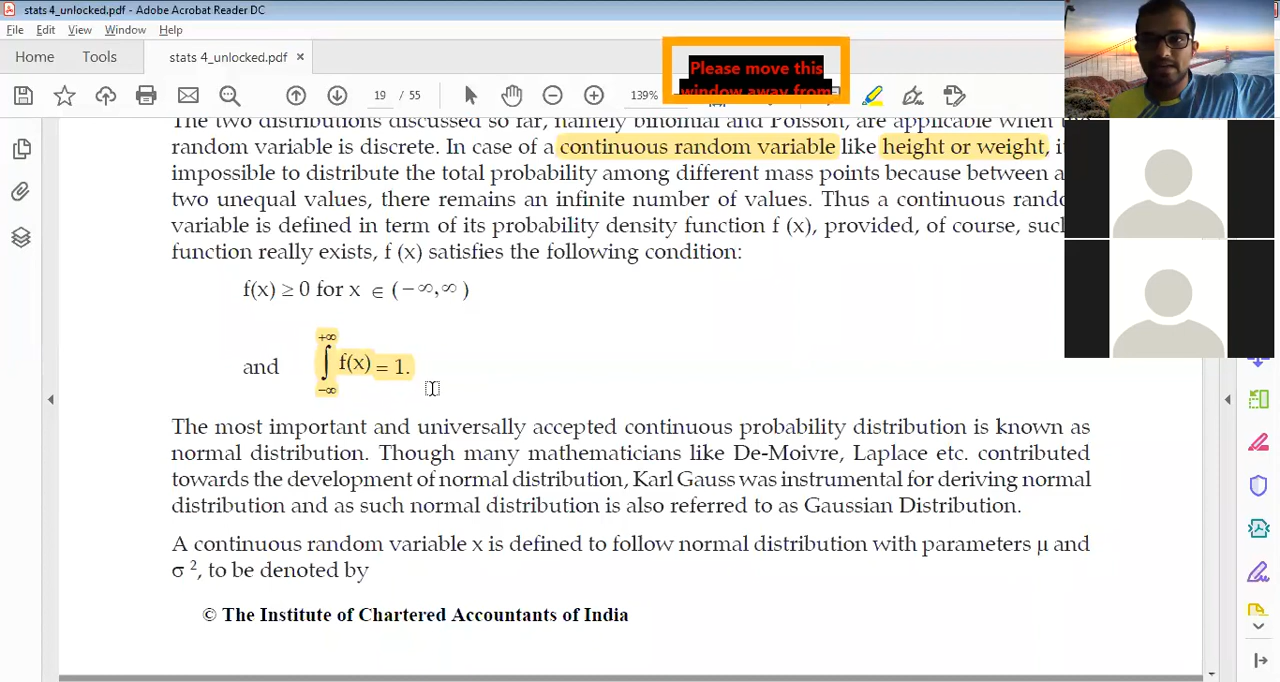 stats 4_unlocked.pdf - Adobe Acrobat Reader DC
File Edit View Window Help
Home Tools stats 4_unlocked.pdf ×
Please move this
window away from
19 / 55 139%
The two distributions discussed so far, namely binomial and Poisson, are applicable when
random variable is discrete. In case of a continuous random variable like height or weight,
impossible to distribute the total probability among different mass points because between
two unequal values, there remains an infinite number of values. Thus a continuous
variable is defined in term of its probability density function f (x), provided, of course,
function really exists, f (x) satisfies the following condition:
f(x) ≥ 0 for x ∈ ( − ∞, ∞ )
+∞
and ∫ f(x) = 1.
−∞
The most important and universally accepted continuous probability distribution is known as
normal distribution. Though many mathematicians like De-Moivre, Laplace etc. contributed
towards the development of normal distribution, Karl Gauss was instrumental for deriving normal
distribution and as such normal distribution is also referred to as Gaussian Distribution.
A continuous random variable x is defined to follow normal distribution with parameters μ and
σ ², to be denoted by
© The Institute of Chartered Accountants of India